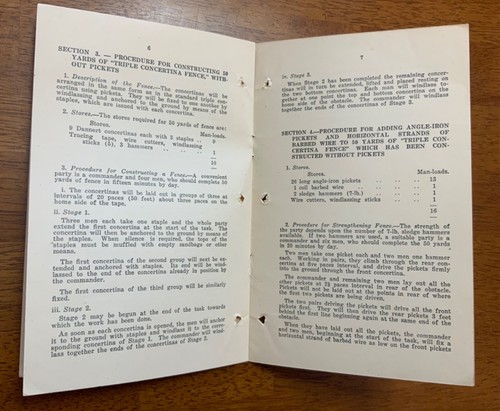 6
SECTION 3. — PROCEDURE FOR CONSTRUCTING 50
YARDS OF "TRIPLE CONCERTINA FENCE," WITH-
OUT PICKETS
1. Description of the Fence.—The concertinas will be
arranged in the same form as in the standard triple con-
certina using pickets. They will be fixed to one another by
windlassing and anchored to the ground by means of the
staples, which are issued with each concertina.
2. Stores.—The stores required for 50 yards of fence are:
Stores. Man-loads.
9 Dannert concertinas each with 3 staples .. 9
Tracing tape, wire cutters, windlassing
sticks (5), 2 hammers .. .. .. .. 1
10
3. Procedure for Constructing a Fence.—A convenient
party is a commander and four men, who should complete 50
yards of fence in fifteen minutes by day.
i. The concertinas will be laid out in groups of three at
intervals of 20 paces (50 feet) about three paces on the
home side of the tape.
ii. Stage 1.
Three men each take one staple and the whole party
extend the first concertina at the start of the task. The
concertina will then be anchored to the ground by means of
the staples. When silence is required, the tops of the
staples must be muffled with empty sandbags or other
means.
The first concertina of the second group will next be ex-
tended and anchored with staples. Its end will be wind-
lassed to the end of the concertina already in position by
the commander.
The first concertina of the third group will be similarly
fixed.
iii. Stage 2.
Stage 2 may be begun at the end of the task towards
which the work has been done.
As soon as each concertina is opened, the men will anchor
it to the ground with staples and windlass it to the corres-
ponding concertina of Stage 1. The commander will wind-
lass together the ends of the concertinas of Stage 2.
7
iv. Stage 3.
When Stage 2 has been completed the remaining concer-
tinas will in turn be extended, lifted and placed resting on
the two bottom concertinas. Each man will windlass to-
gether at one point the top and bottom concertina on the
home side of the obstacle. The commander will windlass
together the ends of the concertinas of Stage 3.
SECTION 4.—PROCEDURE FOR ADDING ANGLE-IRON
PICKETS AND HORIZONTAL STRANDS OF
BARBED WIRE TO 50 YARDS OF "TRIPLE CON-
CERTINA FENCE" WHICH HAS BEEN CON-
STRUCTED WITHOUT PICKETS
1. Stores.
Stores. Man-loads.
26 long angle-iron pickets .. .. .. 13
1 coil barbed wire .. .. .. .. 1
2 sledge hammers (7-lb.) .. .. .. 1
Wire cutters, windlassing sticks .. .. 1
16
2. Procedure for Strengthening Fence.—The strength of
the party depends upon the number of 7-lb. sledge hammers
available. If two hammers are used, a suitable party is a
commander and six men, who should complete the 50 yards
in 20 minutes by day.
Two men take one picket each and two men one hammer
each. Working in pairs, they climb through the rear con-
certina at five paces interval, and drive the pickets firmly
into the ground through the front concertina.
The commander and remaining two men lay out all the
other pickets at 2½ paces interval in rear of the obstacle.
Pickets will not be laid out at the points in rear of where
the first two pickets are being driven.
The two pairs driving the pickets will drive all the front
pickets first. They will then drive the rear pickets 3 feet
behind the first line beginning again at the same end of the
obstacle.
When they have laid out all the pickets, the commander
and two men, beginning at the start of the task, will fix a
horizontal strand of barbed wire as low on the front pickets